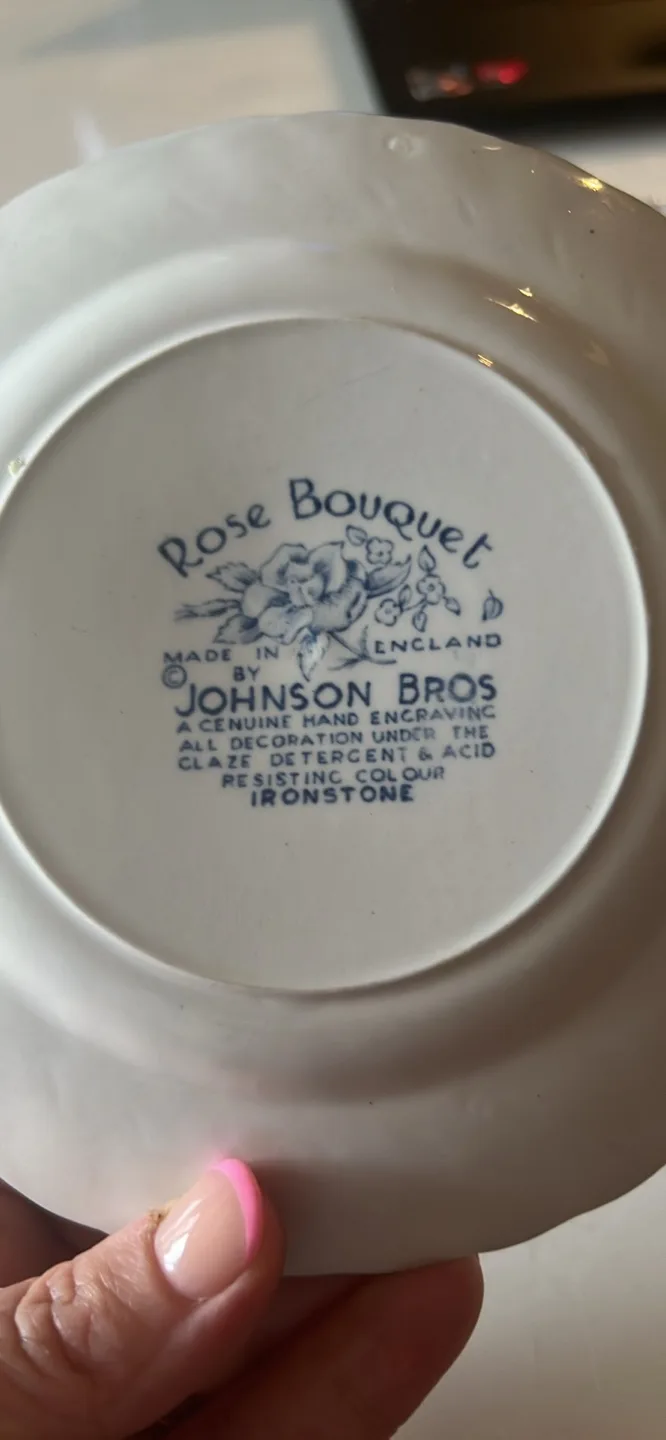 Rose Bouquet
MADE IN ENGLAND
© BY
JOHNSON BROS
A GENUINE HAND ENGRAVING
ALL DECORATION UNDER THE
GLAZE DETERGENT & ACID
RESISTING COLOUR
IRONSTONE